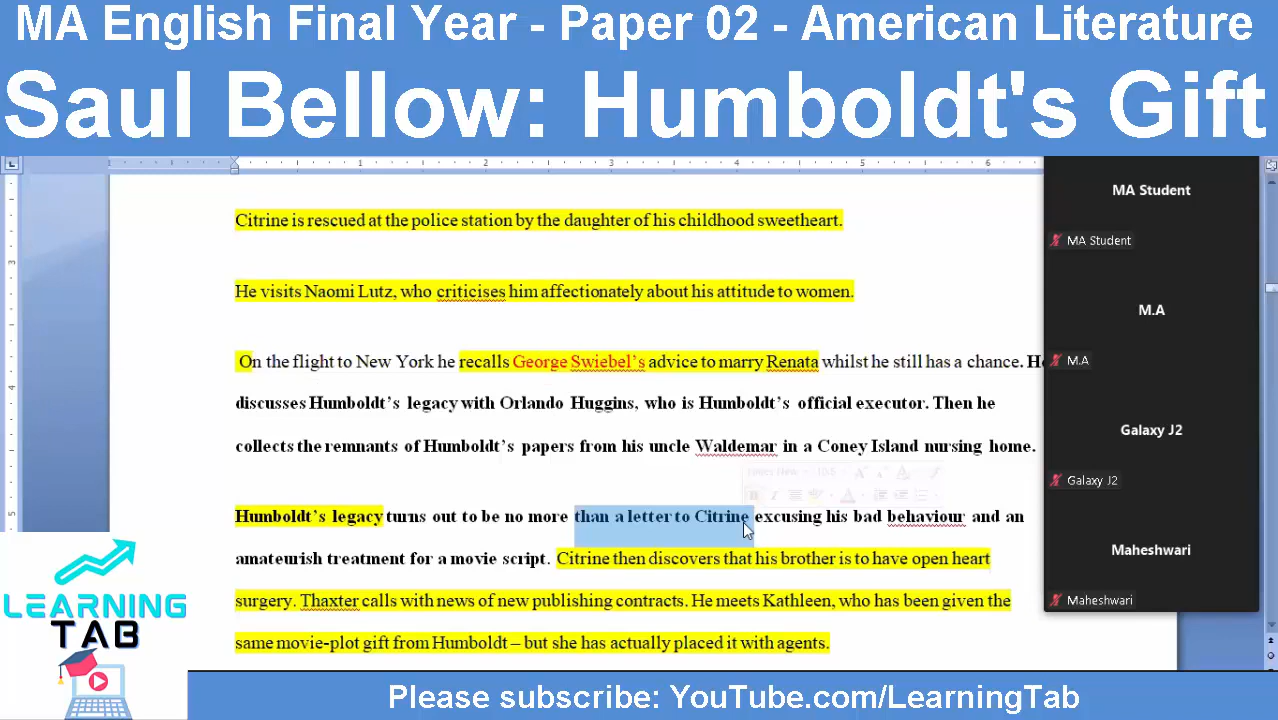 MA English Final Year - Paper 02 - American Literature
Saul Bellow: Humboldt's Gift
Citrine is rescued at the police station by the daughter of his childhood sweetheart.
He visits Naomi Lutz, who criticises him affectionately about his attitude to women.
On the flight to New York he recalls George Swiebel's advice to marry Renata whilst he still has a chance.
discusses Humboldt's legacy with Orlando Huggins, who is Humboldt's official executor. Then he
collects the remnants of Humboldt's papers from his uncle Waldemar in a Coney Island nursing home.
Humboldt's legacy turns out to be no more than a letter to Citrine excusing his bad behaviour and an
amateurish treatment for a movie script. Citrine then discovers that his brother is to have open heart
surgery. Thaxter calls with news of new publishing contracts. He meets Kathleen, who has been given the
same movie-plot gift from Humboldt – but she has actually placed it with agents.
MA Student
MA Student
M.A
M.A
Galaxy J2
Galaxy J2
Maheshwari
Maheshwari
LEARNING
TAB
Please subscribe: YouTube.com/LearningTab